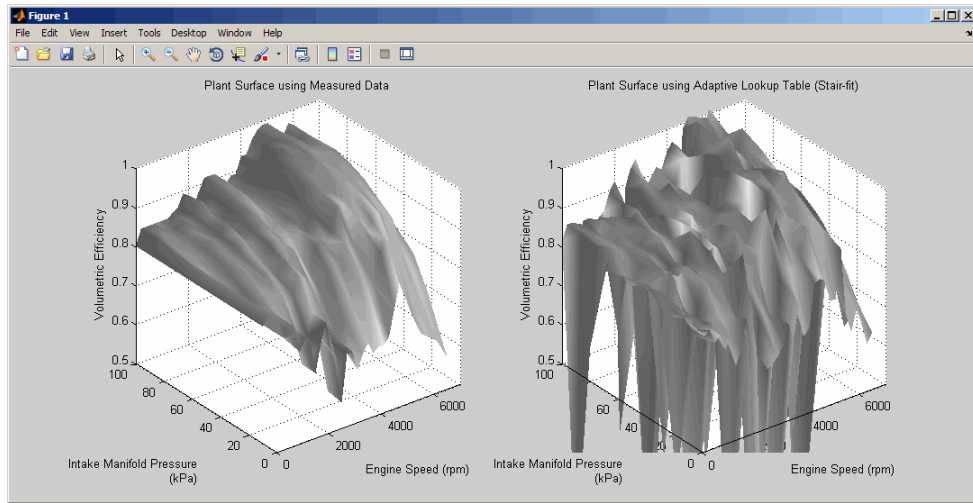 Figure 1
File Edit View Insert Tools Desktop Window Help
Plant Surface using Measured Data
1
0.9
0.8
0.7
0.6
0.5
Volumetric Efficiency
100
80
60
40
20
0
Intake Manifold Pressure
(kPa)
0
2000
4000
6000
Engine Speed (rpm)
Plant Surface using Adaptive Lookup Table (Stair-fit)
1
0.9
0.8
0.7
0.6
0.5
Volumetric Efficiency
100
60
40
0
Intake Manifold Pressure
(kPa)
0
2000
4000
6000
Engine Speed (rpm)